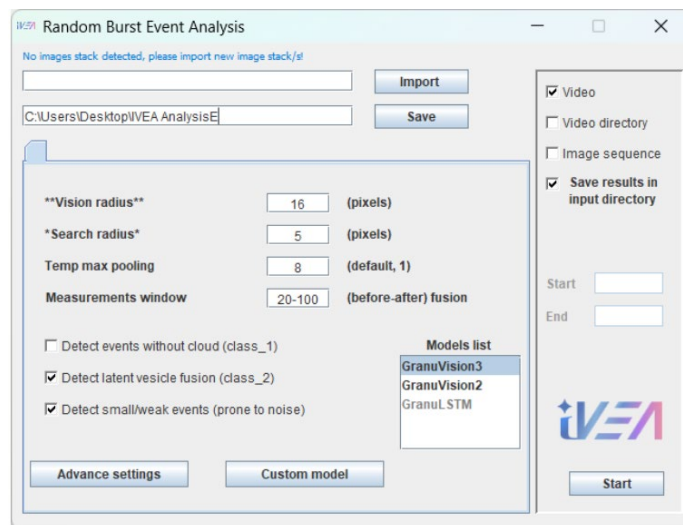 IVEA Random Burst Event Analysis
No images stack detected, please import new image stack/s!
Import
C:\Users\Desktop\IVEA AnalysisE
Save
**Vision radius** 16 (pixels)
*Search radius* 5 (pixels)
Temp max pooling 8 (default, 1)
Measurements window 20-100 (before-after) fusion
Detect events without cloud (class_1)
Detect latent vesicle fusion (class_2)
Detect small/weak events (prone to noise)
Models list
GranuVision3
GranuVision2
GranuLSTM
Advance settings
Custom model
Video
Video directory
Image sequence
Save results in
input directory
Start
End
iVEA
Start